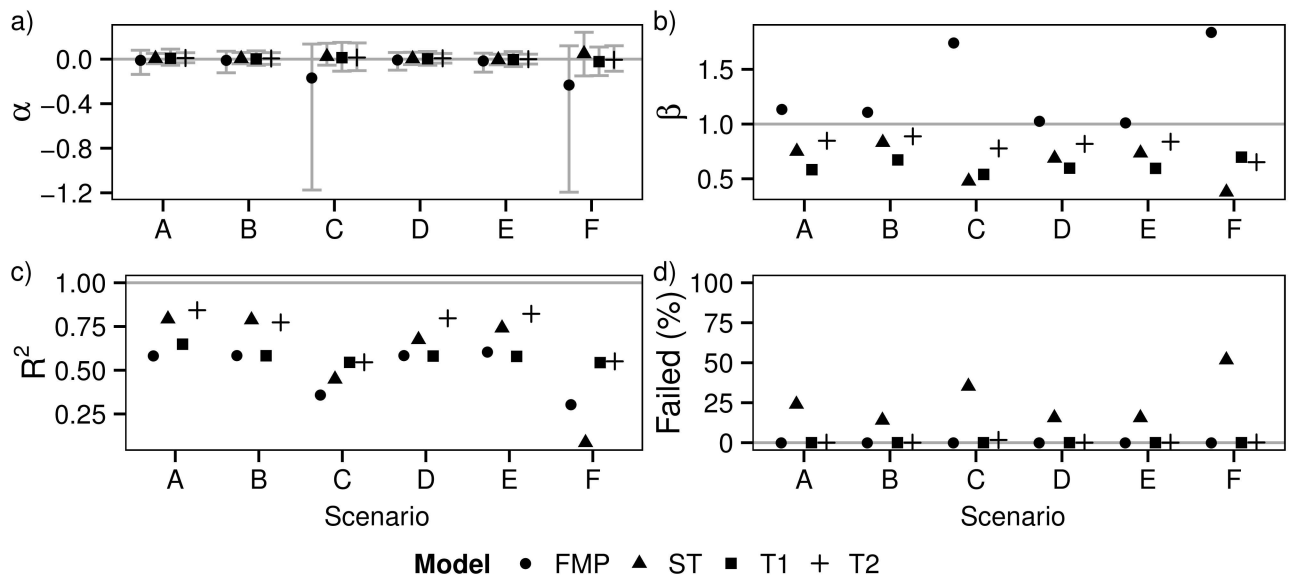 a)
α
0.0
−0.4
−0.8
−1.2
A B C D E F
b)
β
1.5
1.0
0.5
A B C D E F
c)
R²
1.00
0.75
0.50
0.25
A B C D E F
Scenario
d)
Failed (%)
100
75
50
25
0
A B C D E F
Scenario
Model FMP ST T1 T2